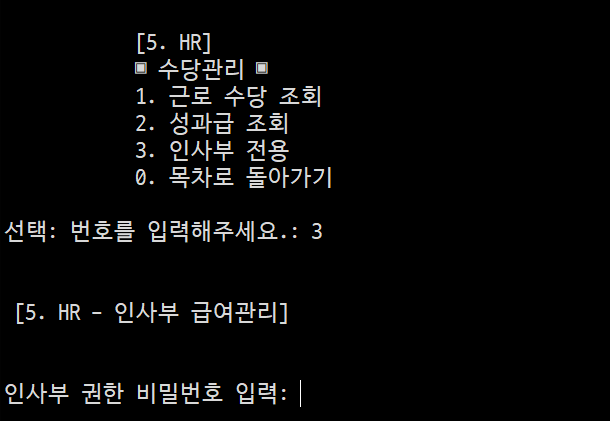 [5. HR]
▣ 수당관리 ▣
1. 근로 수당 조회
2. 성과급 조회
3. 인사부 전용
0. 목차로 돌아가기
선택: 번호를 입력해주세요.: 3
[5. HR - 인사부 급여관리]
인사부 권한 비밀번호 입력: